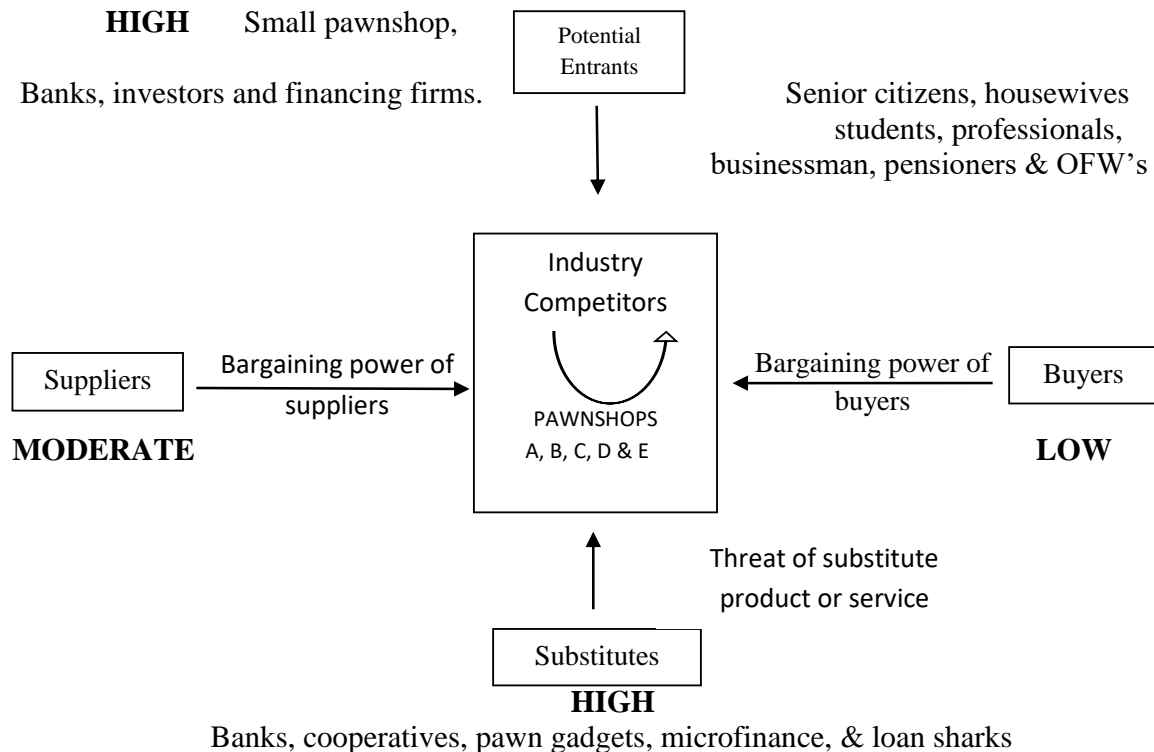 HIGH Small pawnshop,
Potential
Entrants
Banks, investors and financing firms.
Senior citizens, housewives
students, professionals,
businessman, pensioners & OFW's
Industry
Competitors
Suppliers
Bargaining power of
suppliers
Bargaining power of
buyers
Buyers
PAWNSHOPS
A, B, C, D & E
MODERATE
LOW
Threat of substitute
product or service
Substitutes
HIGH
Banks, cooperatives, pawn gadgets, microfinance, & loan sharks